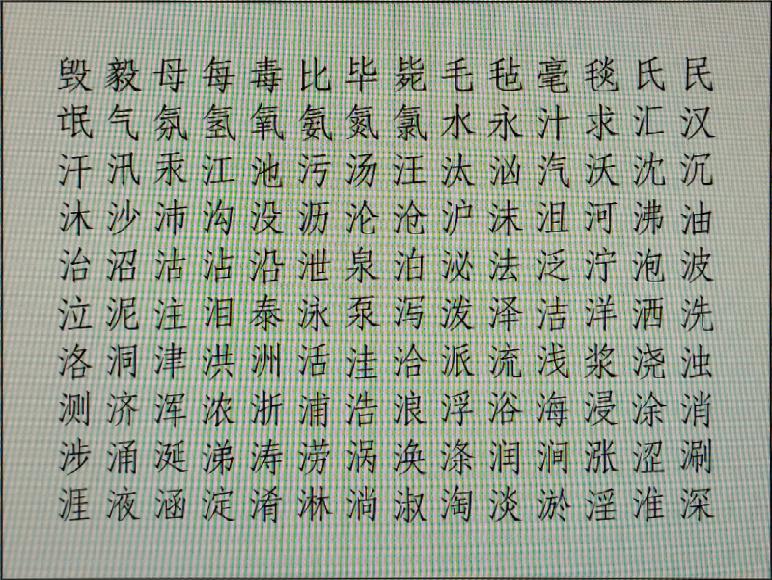 毁毅母每毒比毕毙毛毡毫毯氏民
氓气氛氢氧氨氮氯水永汁求汇汉
汗汛汞江池污汤汪汰汹汽沃沈沉
沐沙沛沟没沥沦沧沪沫沮河沸油
治沼沽沾沿泄泉泊泌法泛泞泡波
泣泥注泪泰泳泵泻泼泽洁洋洒洗
洛洞津洪洲活洼洽派流浅浆浇浊
测济浑浓浙浦浩浪浮浴海浸涂消
涉涌涎涕涛涝涡涣涤润涧涨涩涮
涯液涵淀淆淋淌淑淘淡淤淫淮深